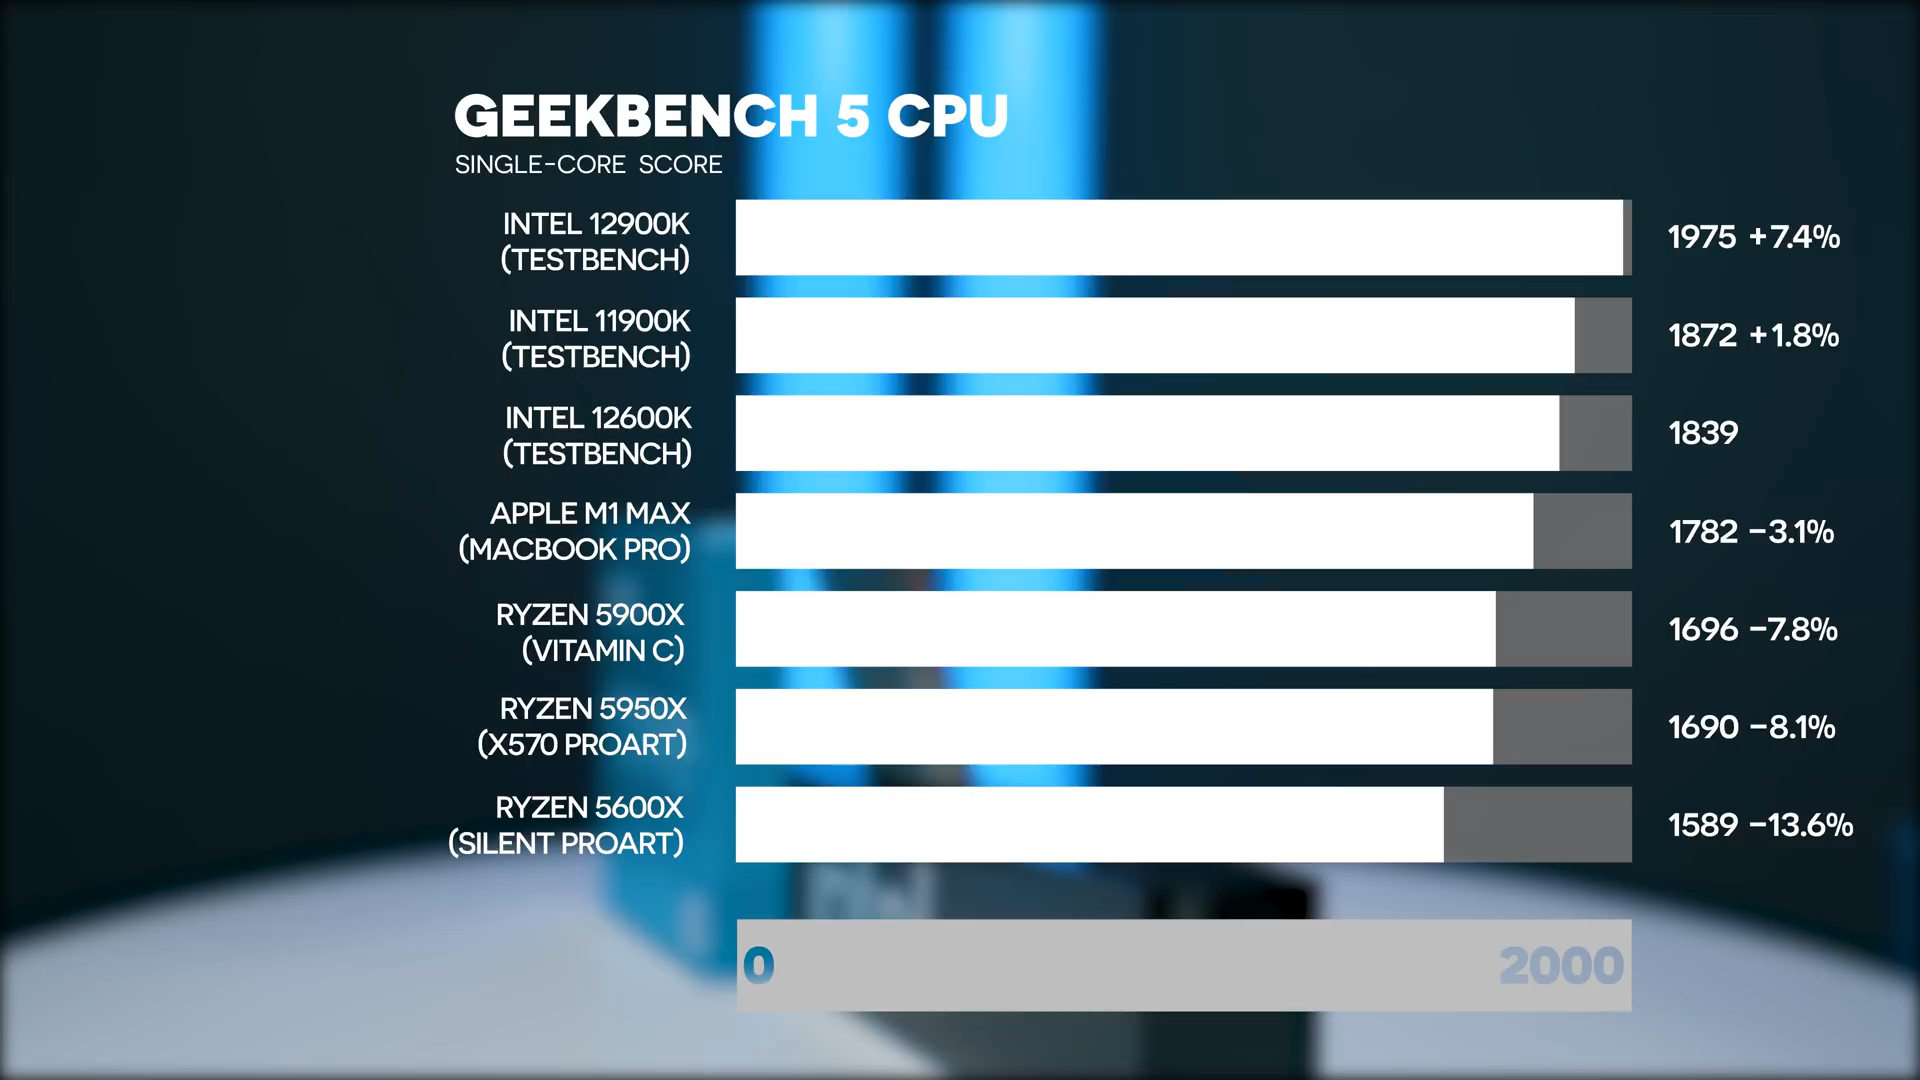 GEEKBENCH 5 CPU
SINGLE-CORE SCORE
INTEL 12900K
(TESTBENCH)
1975 +7.4%
INTEL 11900K
(TESTBENCH)
1872 +1.8%
INTEL 12600K
(TESTBENCH)
1839
APPLE M1 MAX
(MACBOOK PRO)
1782 -3.1%
RYZEN 5900X
(VITAMIN C)
1696 -7.8%
RYZEN 5950X
(X570 PROART)
1690 -8.1%
RYZEN 5600X
(SILENT PROART)
1589 -13.6%
0 2000